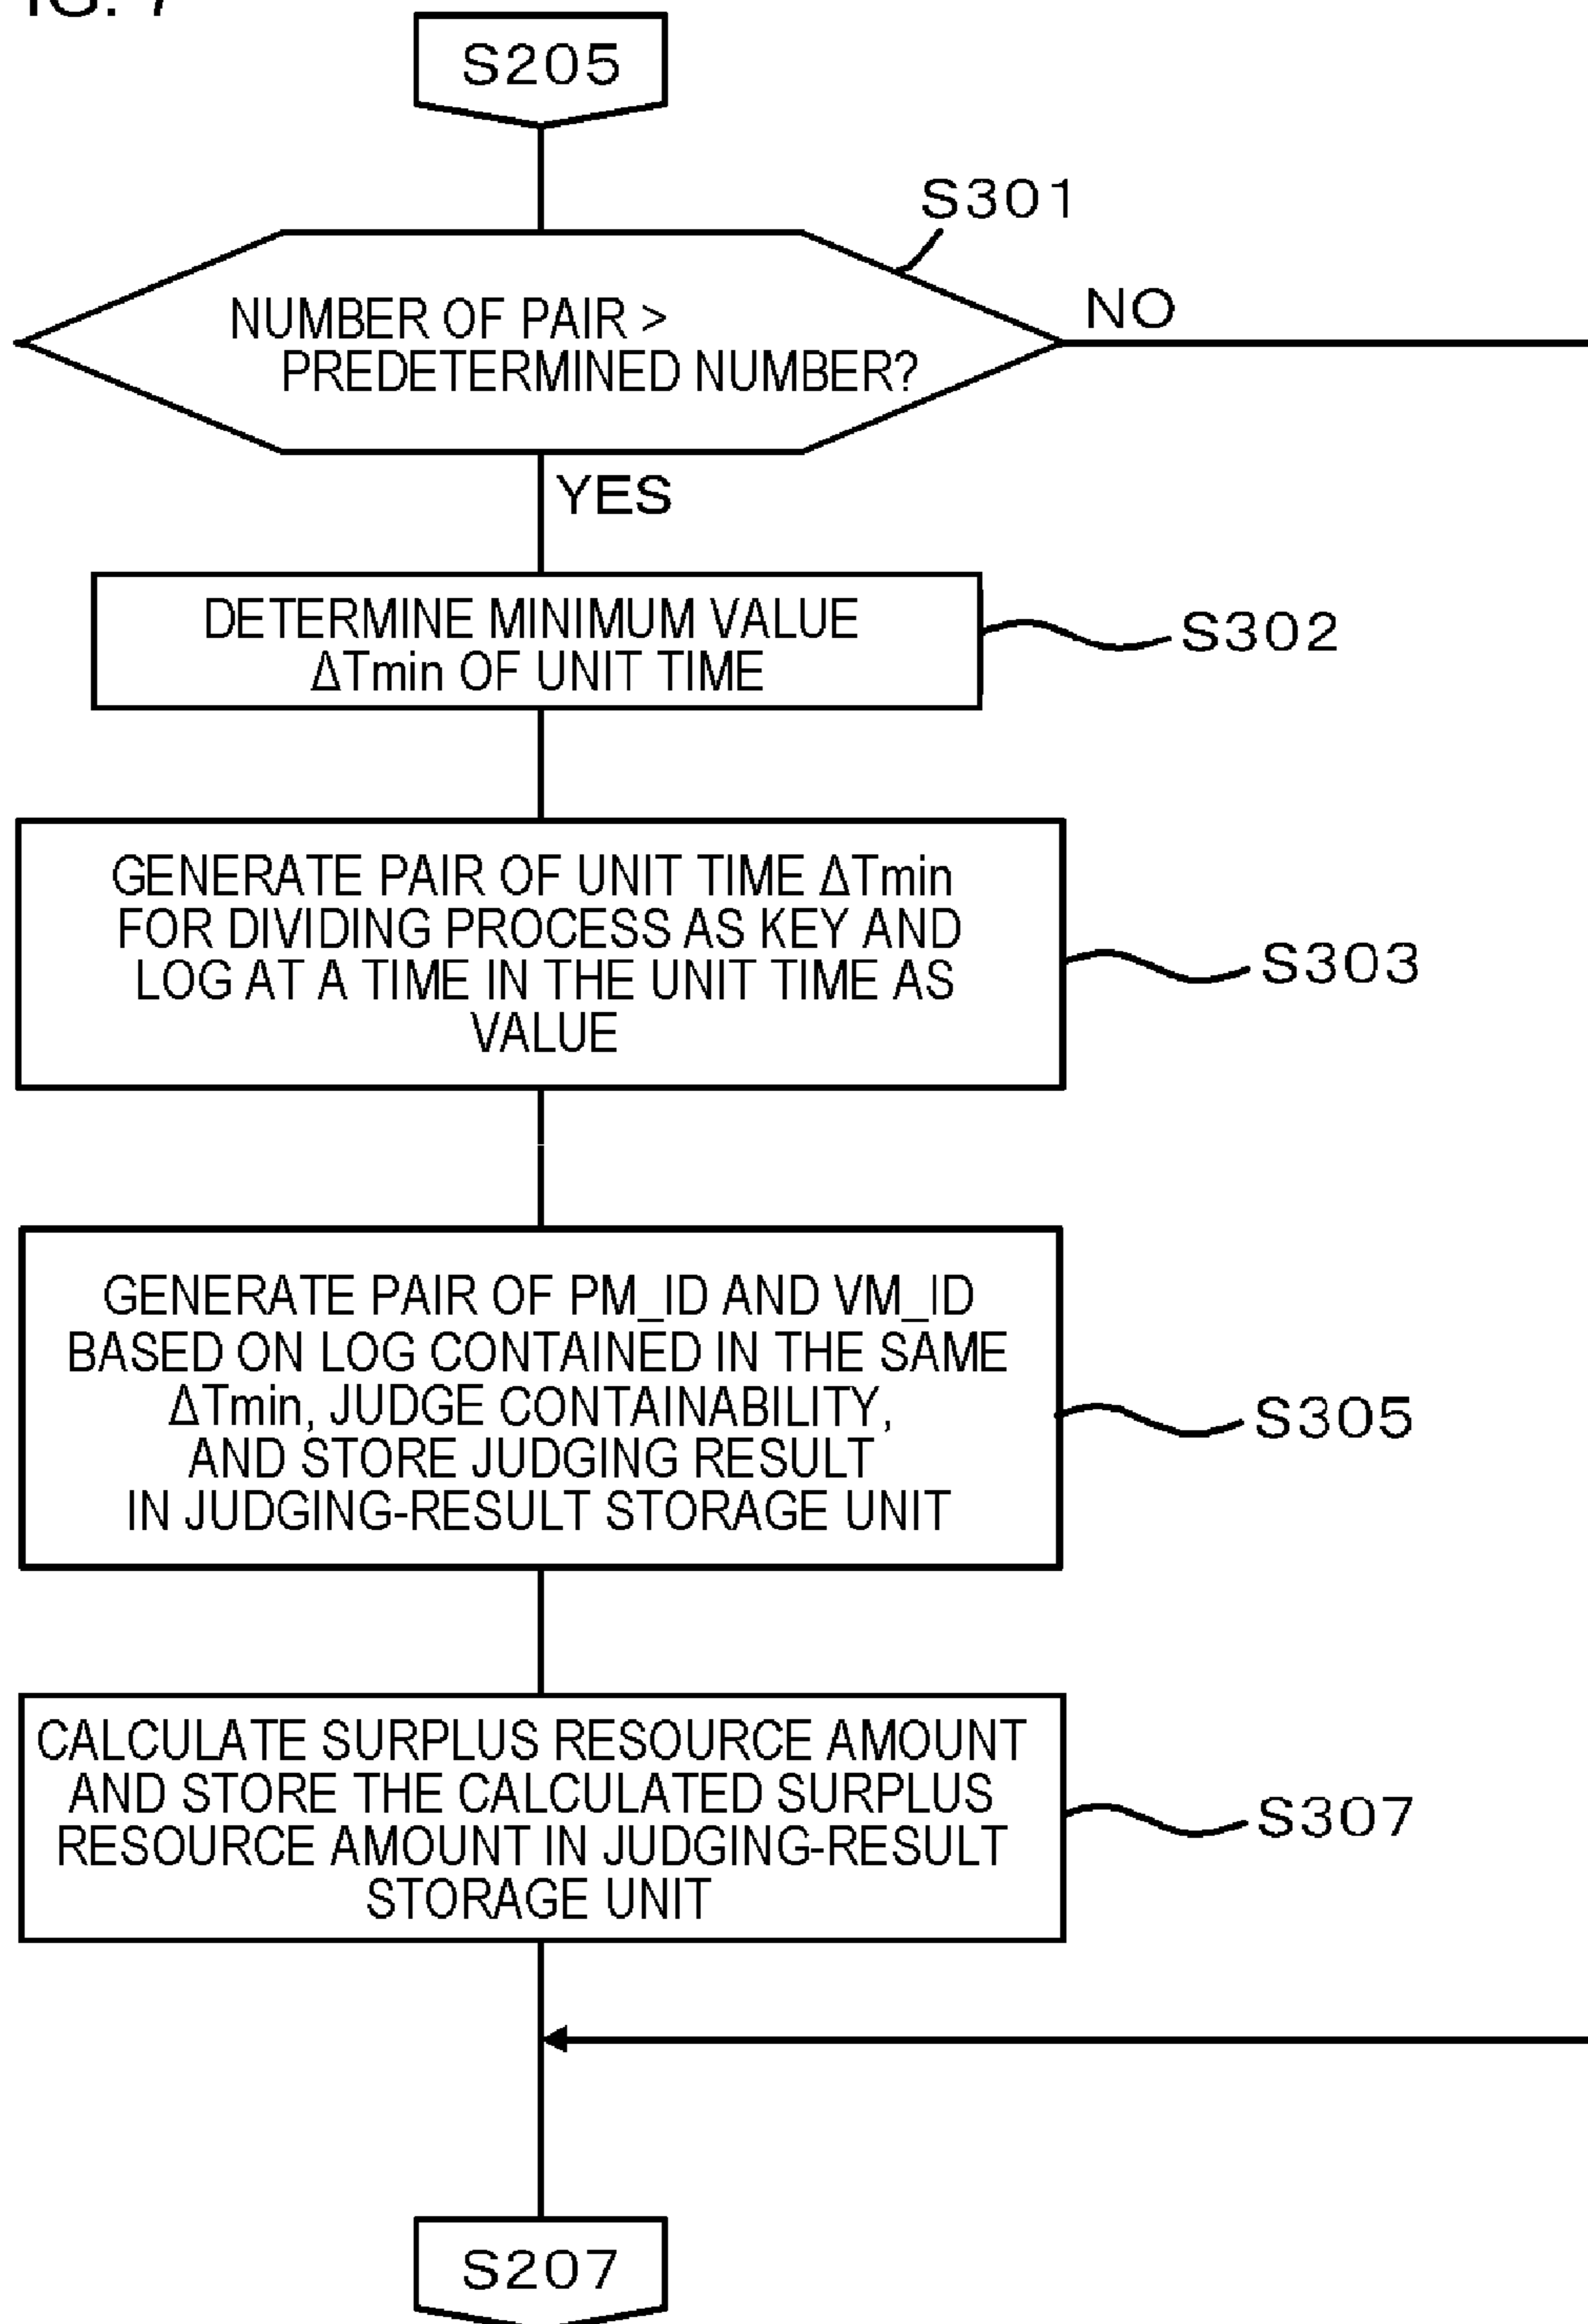 IG. 7
S205
S301
NUMBER OF PAIR >
PREDETERMINED NUMBER?
NO
YES
DETERMINE MINIMUM VALUE
ΔTmin OF UNIT TIME
S302
GENERATE PAIR OF UNIT TIME ΔTmin
FOR DIVIDING PROCESS AS KEY AND
LOG AT A TIME IN THE UNIT TIME AS
VALUE
S303
GENERATE PAIR OF PM_ID AND VM_ID
BASED ON LOG CONTAINED IN THE SAME
ΔTmin, JUDGE CONTAINABILITY,
AND STORE JUDGING RESULT
IN JUDGING-RESULT STORAGE UNIT
S305
CALCULATE SURPLUS RESOURCE AMOUNT
AND STORE THE CALCULATED SURPLUS
RESOURCE AMOUNT IN JUDGING-RESULT
STORAGE UNIT
S307
S207